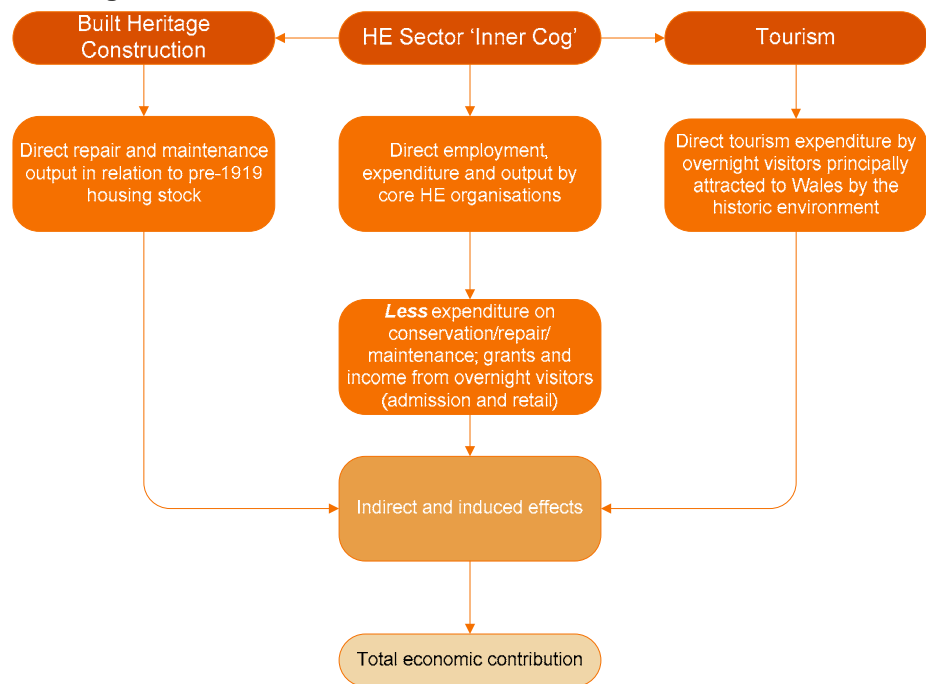 Built Heritage
Construction
HE Sector ‘Inner Cog’
Tourism
Direct repair and maintenance
output in relation to pre-1919
housing stock
Direct employment,
expenditure and output by
core HE organisations
Direct tourism expenditure by
overnight visitors principally
attracted to Wales by the
historic environment
Less expenditure on
conservation/repair/
maintenance; grants and
income from overnight visitors
(admission and retail)
Indirect and induced effects
Total economic contribution